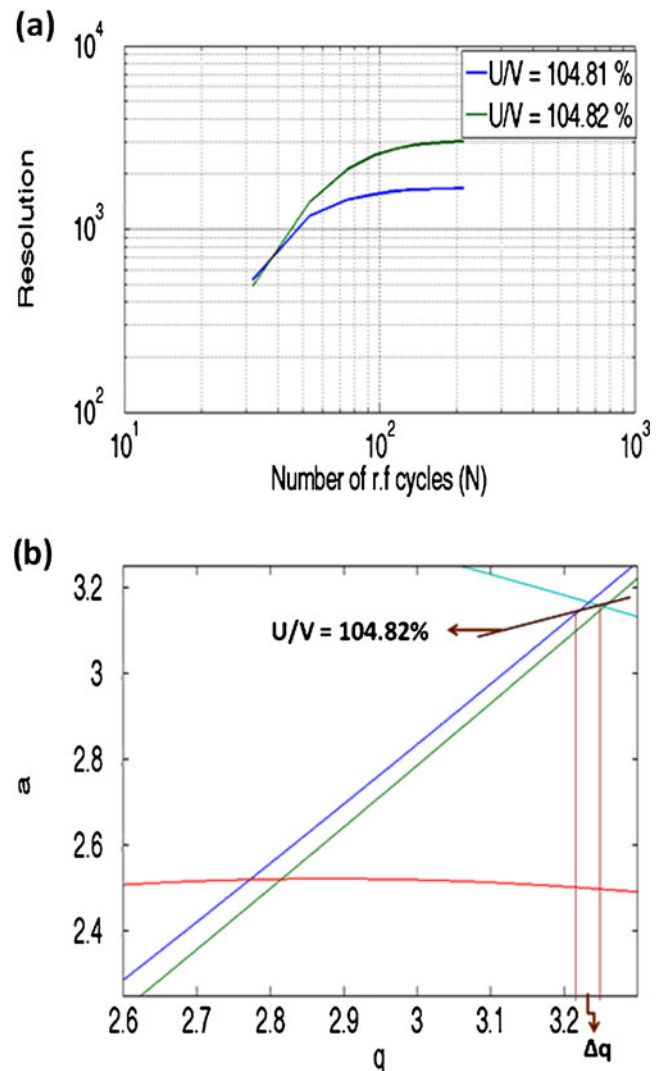 (a)
10^4
10^3
10^2
Resolution
U/V = 104.81 %
U/V = 104.82 %
10^1
10^2
10^3
Number of r.f cycles (N)
(b)
3.2
3
2.8
2.6
2.4
a
U/V = 104.82%
2.6
2.7
2.8
2.9
3
3.1
3.2
q
Δq